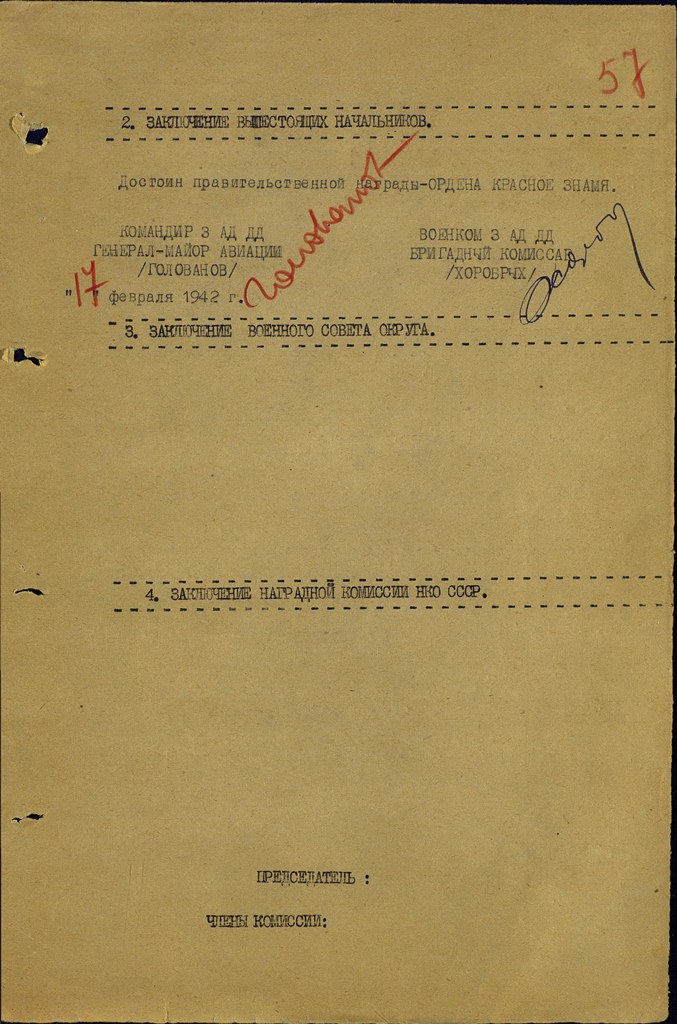 57
2. ЗАКЛЮЧЕНИЕ ВЫШЕСТОЯЩИХ НАЧАЛЬНИКОВ.
Достоин правительственной награды-ОРДЕНА КРАСНОЕ ЗНАМЯ.
КОМАНДИР 3 АД ДД ВОЕНКОМ 3 АД ДД
ГЕНЕРАЛ-МАЙОР АВИАЦИИ БРИГАДНЫЙ КОМИССАР
/ГОЛОВАНОВ/ Голованов /ХОРОБРЫХ/
"17" февраля 1942 г.
3. ЗАКЛЮЧЕНИЕ ВОЕННОГО СОВЕТА ОКРУГА.
4. ЗАКЛЮЧЕНИЕ НАГРАДНОЙ КОМИССИИ НКО СССР.
ПРЕДСЕДАТЕЛЬ :
ЧЛЕНЫ КОМИССИИ: